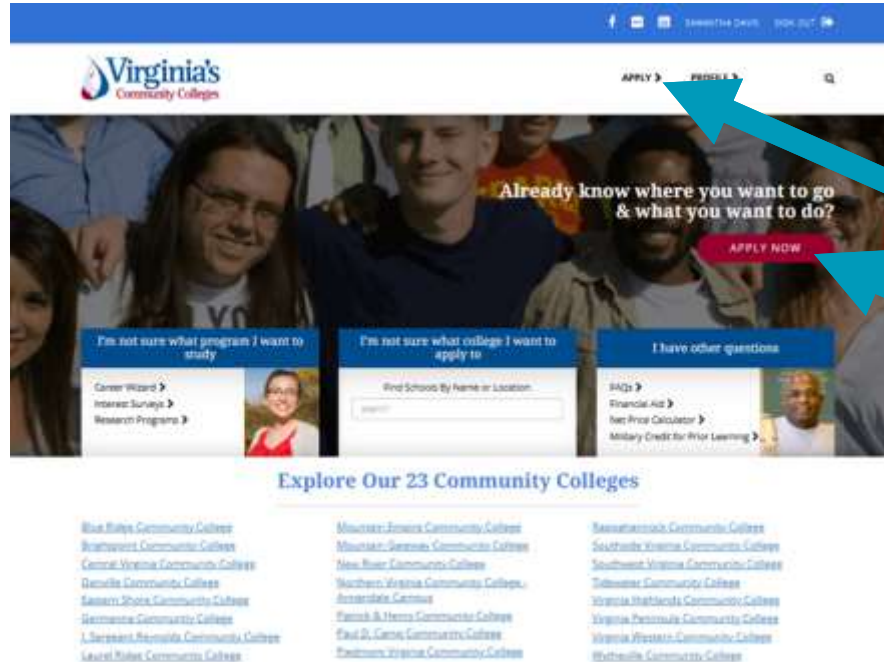 SAMANTHA DAVIS SIGN OUT
Virginia's
Community Colleges
APPLY
PROFILE
Already know where you want to go
& what you want to do?
APPLY NOW
I'm not sure what program I want to
study
Career Wizard
Interest Surveys
Research Programs
I'm not sure what college I want to
apply to
Find Schools By Name or Location
search
I have other questions
FAQs
Financial Aid
Net Price Calculator
Military Credit for Prior Learning
Explore Our 23 Community Colleges
Blue Ridge Community College
Brightpoint Community College
Central Virginia Community College
Danville Community College
Eastern Shore Community College
Germanna Community College
J. Sargeant Reynolds Community College
Laurel Ridge Community College
Mountain Empire Community College
Mountain Gateway Community College
New River Community College
Northern Virginia Community College -
Annandale Campus
Patrick & Henry Community College
Paul D. Camp Community College
Piedmont Virginia Community College
Rappahannock Community College
Southside Virginia Community College
Southwest Virginia Community College
Tidewater Community College
Virginia Highlands Community College
Virginia Peninsula Community College
Virginia Western Community College
Wytheville Community College